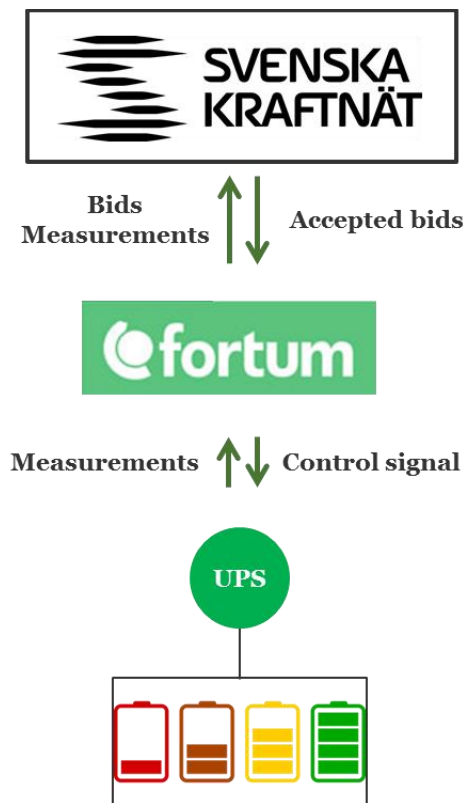 SVENSKA
KRAFTNÄT
Bids
Measurements
Accepted bids
fortum
Measurements
Control signal
UPS